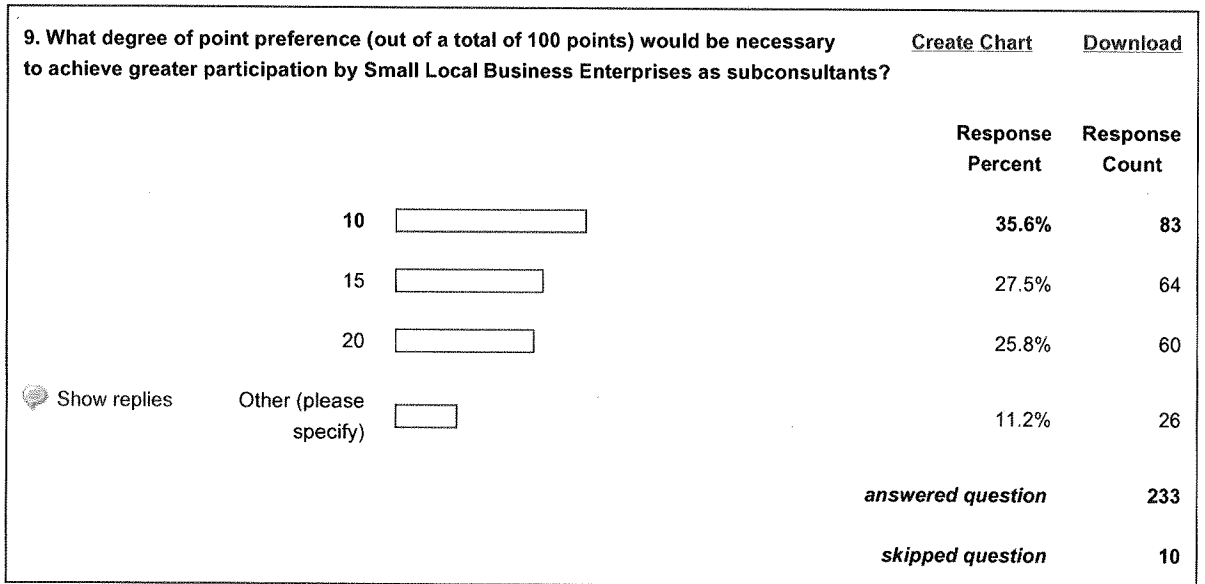 9. What degree of point preference (out of a total of 100 points) would be necessary
to achieve greater participation by Small Local Business Enterprises as subconsultants?
Create Chart Download
Response Percent
Response Count
10 35.6% 83
15 27.5% 64
20 25.8% 60
Show replies
Other (please
specify) 11.2% 26
answered question 233
skipped question 10